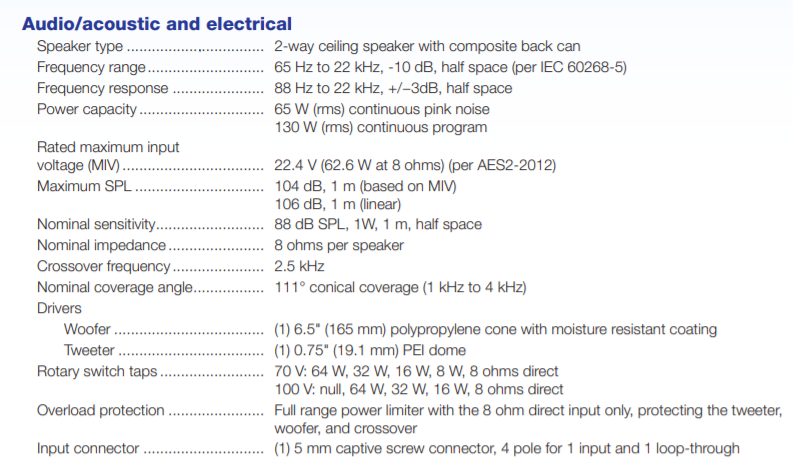 Audio/acoustic and electrical
Speaker type ................................ 2-way ceiling speaker with composite back can
Frequency range........................... 65 Hz to 22 kHz, -10 dB, half space (per IEC 60268-5)
Frequency response ..................... 88 Hz to 22 kHz, +/–3dB, half space
Power capacity............................. 65 W (rms) continuous pink noise
130 W (rms) continuous program
Rated maximum input
voltage (MIV)................................. 22.4 V (62.6 W at 8 ohms) (per AES2-2012)
Maximum SPL .............................. 104 dB, 1 m (based on MIV)
106 dB, 1 m (linear)
Nominal sensitivity......................... 88 dB SPL, 1W, 1 m, half space
Nominal impedance...................... 8 ohms per speaker
Crossover frequency..................... 2.5 kHz
Nominal coverage angle................ 111° conical coverage (1 kHz to 4 kHz)
Drivers
Woofer ................................... (1) 6.5" (165 mm) polypropylene cone with moisture resistant coating
Tweeter .................................. (1) 0.75" (19.1 mm) PEI dome
Rotary switch taps ........................ 70 V: 64 W, 32 W, 16 W, 8 W, 8 ohms direct
100 V: null, 64 W, 32 W, 16 W, 8 ohms direct
Overload protection ...................... Full range power limiter with the 8 ohm direct input only, protecting the tweeter,
woofer, and crossover
Input connector ............................ (1) 5 mm captive screw connector, 4 pole for 1 input and 1 loop-through